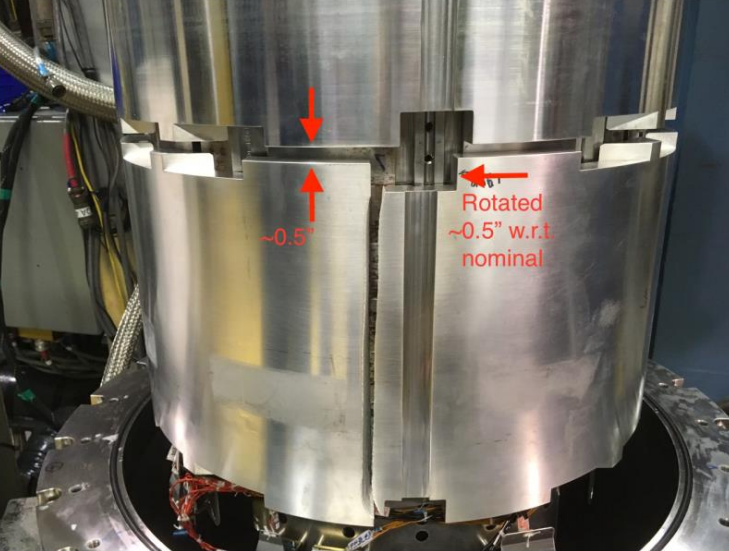 ~0.5"
Rotated
~0.5" w.r.t.
nominal